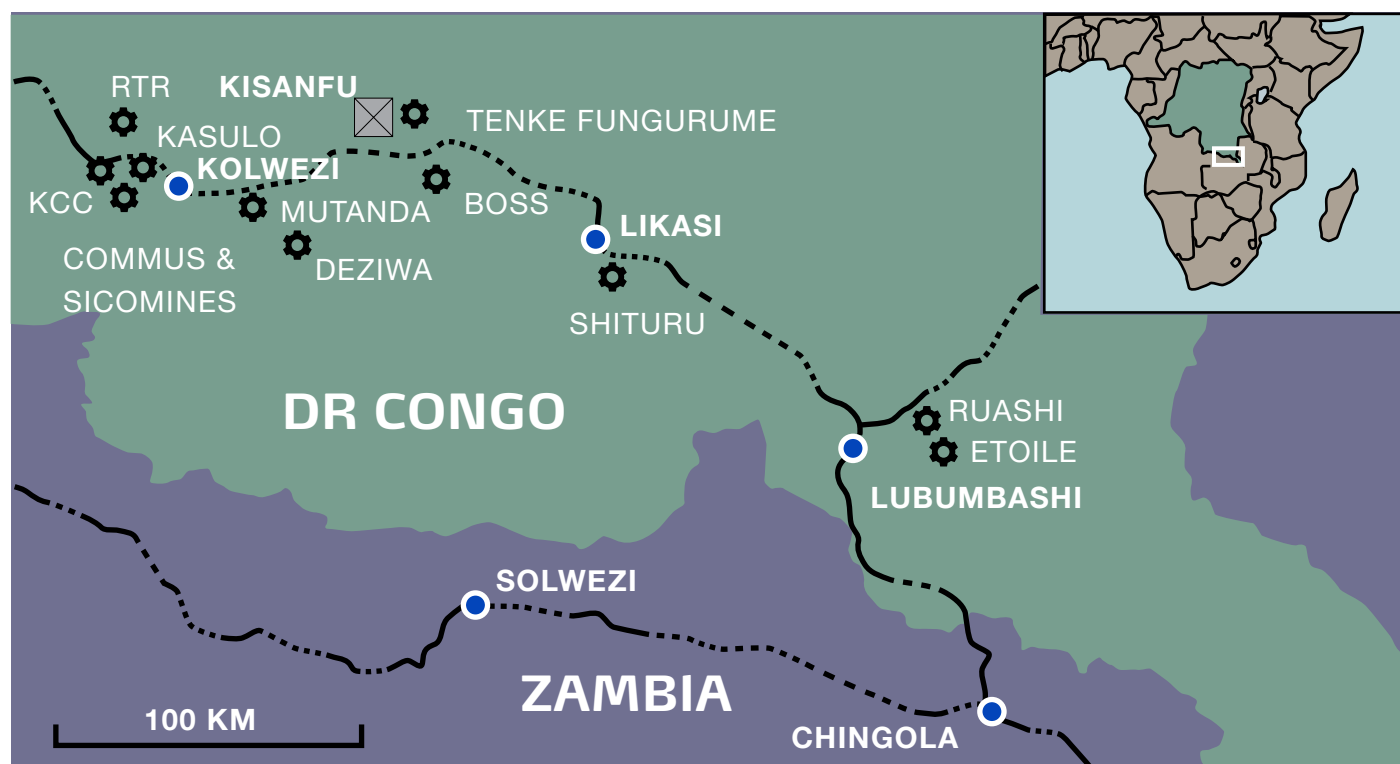 RTR
KISANFU
TENKE FUNGURUME
KASULO
KOLWEZI
KCC
MUTANDA
BOSS
LIKASI
COMMUS &
SICOMINES
DEZIWA
SHITURU
DR CONGO
RUASHI
ETOILE
LUBUMBASHI
SOLWEZI
ZAMBIA
100 KM
CHINGOLA